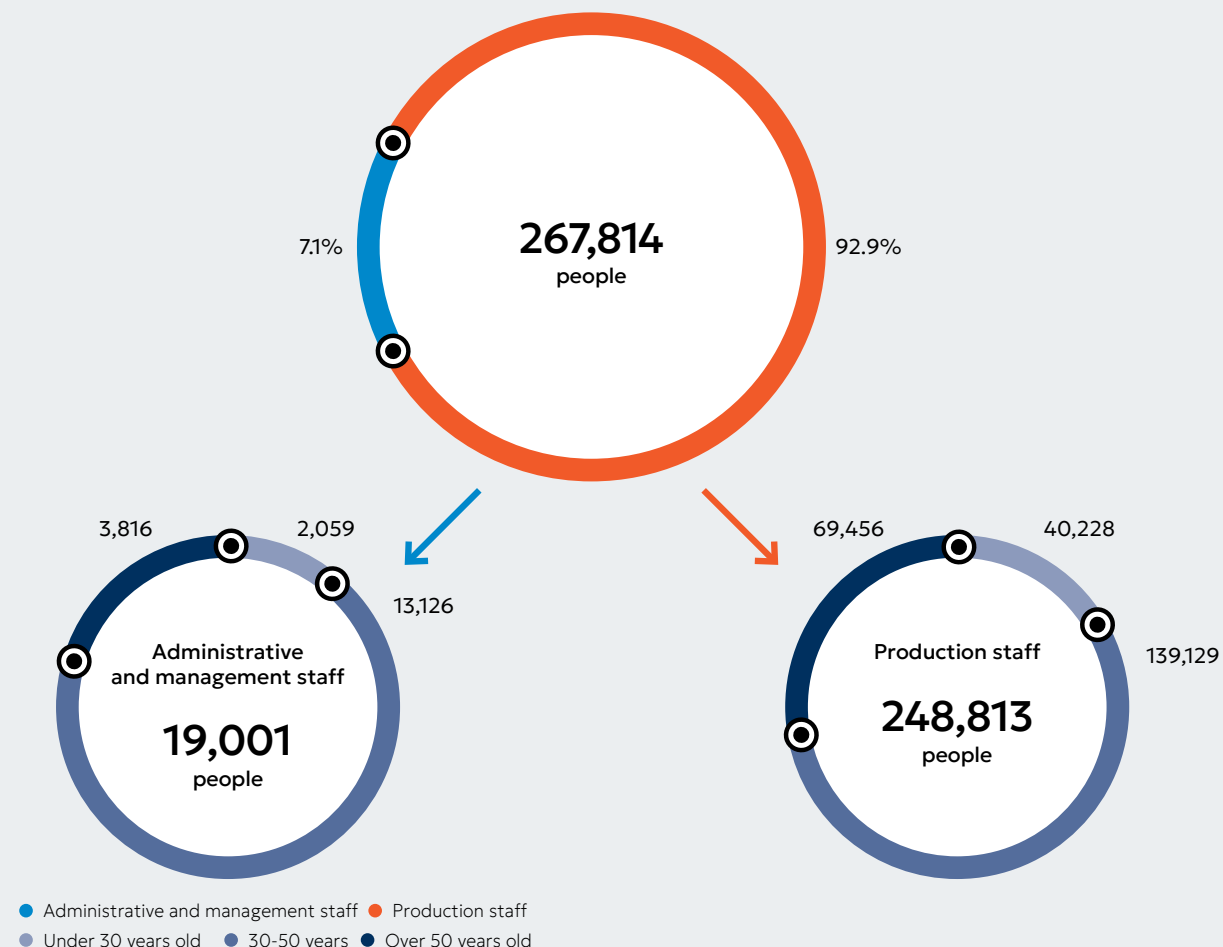 7.1%
267,814
people
92.9%
3,816
2,059
13,126
Administrative
and management staff
19,001
people
69,456
40,228
139,129
Production staff
248,813
people
Administrative and management staff Production staff
Under 30 years old 30-50 years Over 50 years old